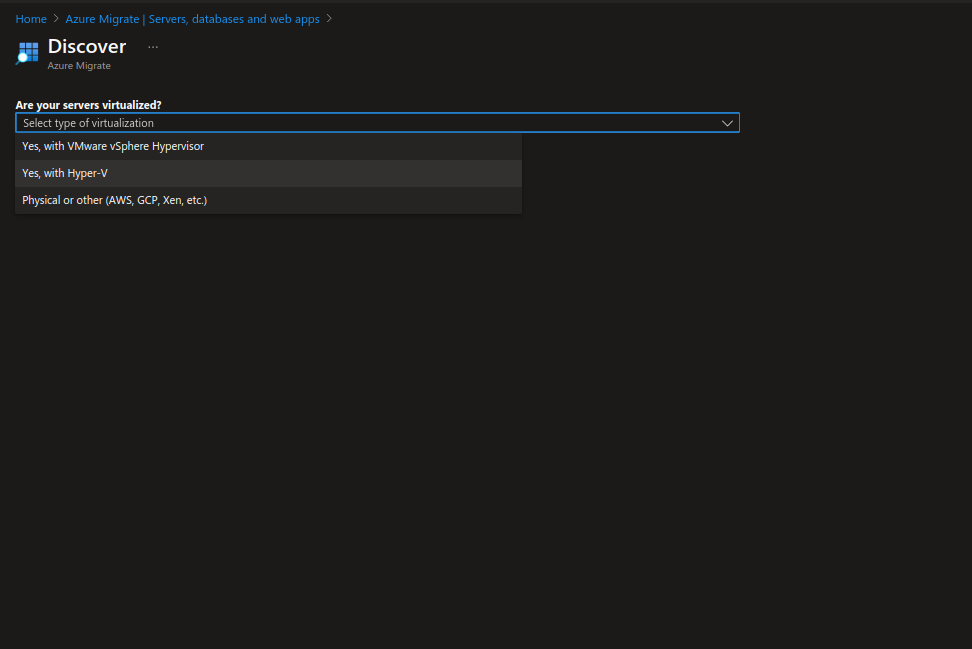 Home > Azure Migrate | Servers, databases and web apps >
Discover ...
Azure Migrate
Are your servers virtualized?
Select type of virtualization
Yes, with VMware vSphere Hypervisor
Yes, with Hyper-V
Physical or other (AWS, GCP, Xen, etc.)